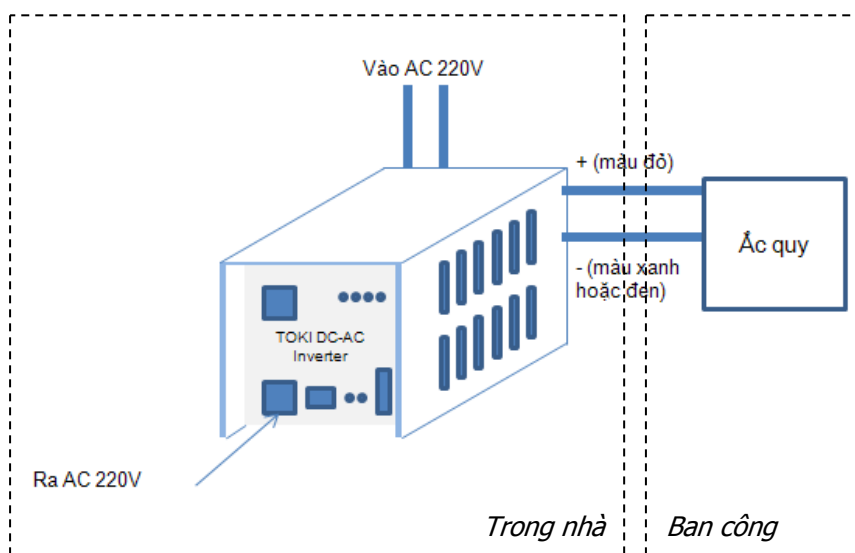 Vào AC 220V
+ (màu đỏ)
Ắc quy
- (màu xanh
hoặc đen)
TOKI DC-AC
Inverter
Ra AC 220V
Trong nhà
Ban công